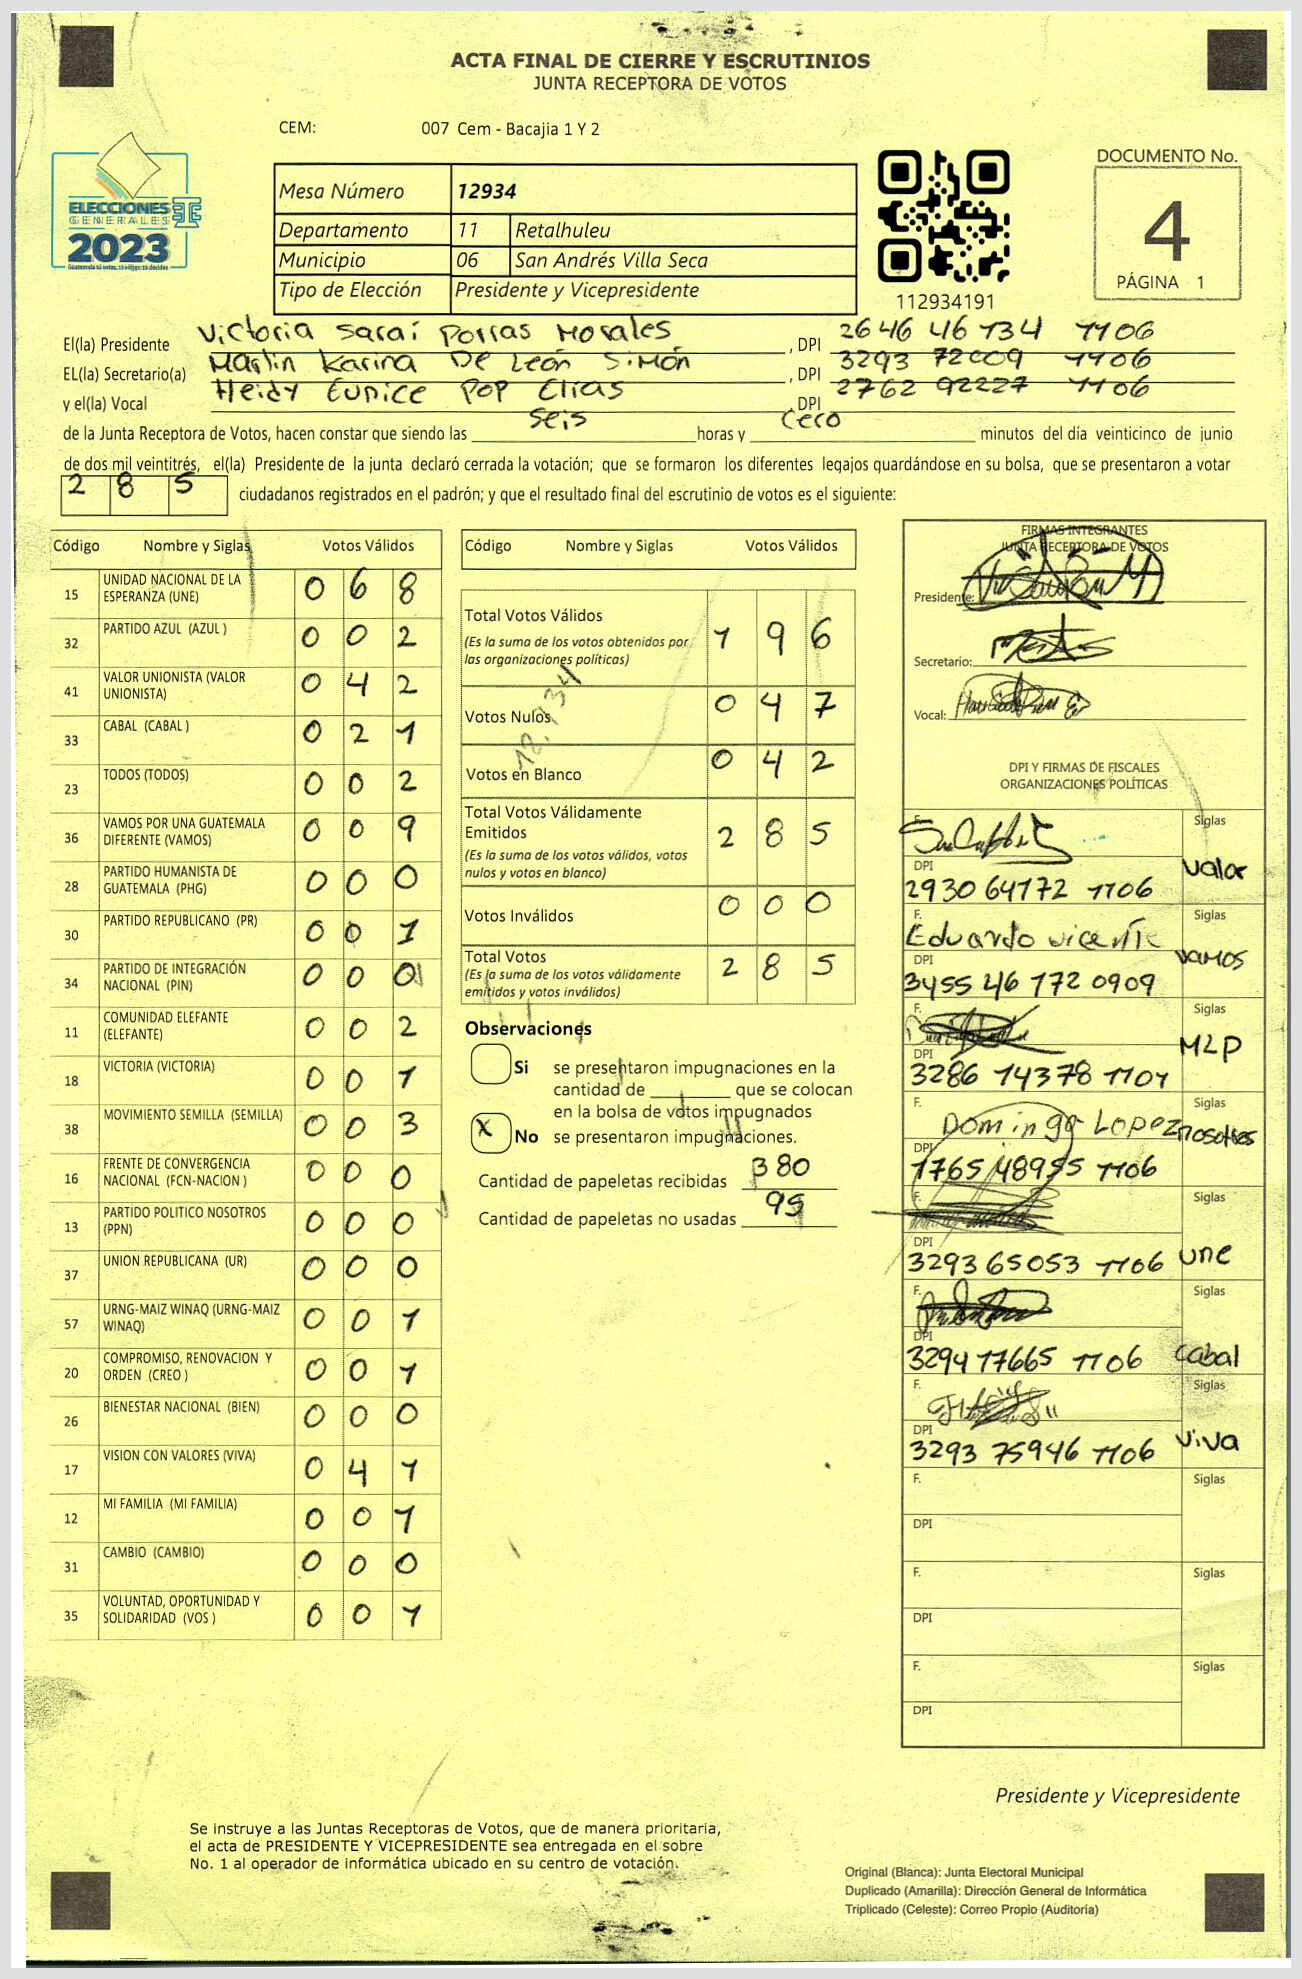 ACTA FINAL DE CIERRE Y ESCRUTINIOS
JUNTA RECEPTORA DE VOTOS
CEM: 007 Cem - Bacajia 1 Y 2
ELECCIONES
GENERALES
2023
Mesa Número 12934
Departamento 11 Retalhuleu
Municipio 06 San Andrés Villa Seca
Tipo de Elección Presidente y Vicepresidente
112934191
DOCUMENTO No.
4
PÁGINA 1
El(la) Presidente Victoria Saraí Porras Morales, DPI 2646 46134 1106
EL(la) Secretario(a) Marlin Karina De León Simón, DPI 3293 72009 1106
y el(la) Vocal Heidy Eunice Pop Elias, DPI 2762 92227 1106
de la Junta Receptora de Votos, hacen constar que siendo las seis horas y cero minutos del día veinticinco de junio
de dos mil veintitrés, el(la) Presidente de la junta declaró cerrada la votación; que se formaron los diferentes legajos guardándose en su bolsa, que se presentaron a votar
2 8 5 ciudadanos registrados en el padrón; y que el resultado final del escrutinio de votos es el siguiente:
Código Nombre y Siglas Votos Válidos
15 UNIDAD NACIONAL DE LA ESPERANZA (UNE) 0 6 8
32 PARTIDO AZUL (AZUL ) 0 0 2
41 VALOR UNIONISTA (VALOR UNIONISTA) 0 4 2
33 CABAL (CABAL ) 0 2 1
23 TODOS (TODOS) 0 0 2
36 VAMOS POR UNA GUATEMALA DIFERENTE (VAMOS) 0 0 9
28 PARTIDO HUMANISTA DE GUATEMALA (PHG) 0 0 0
30 PARTIDO REPUBLICANO (PR) 0 0 1
34 PARTIDO DE INTEGRACIÓN NACIONAL (PIN) 0 0 0
11 COMUNIDAD ELEFANTE (ELEFANTE) 0 0 2
18 VICTORIA (VICTORIA) 0 0 1
38 MOVIMIENTO SEMILLA (SEMILLA) 0 0 3
16 FRENTE DE CONVERGENCIA NACIONAL (FCN-NACION ) 0 0 0
13 PARTIDO POLITICO NOSOTROS (PPN) 0 0 0
37 UNION REPUBLICANA (UR) 0 0 0
57 URNG-MAIZ WINAQ (URNG-MAIZ WINAQ) 0 0 1
20 COMPROMISO, RENOVACION Y ORDEN (CREO ) 0 0 1
26 BIENESTAR NACIONAL (BIEN) 0 0 0
17 VISION CON VALORES (VIVA) 0 4 1
12 MI FAMILIA (MI FAMILIA) 0 0 1
31 CAMBIO (CAMBIO) 0 0 0
35 VOLUNTAD, OPORTUNIDAD Y SOLIDARIDAD (VOS ) 0 0 1
Código Nombre y Siglas Votos Válidos
Total Votos Válidos 1 9 6
(Es la suma de los votos obtenidos por las organizaciones políticas)
Votos Nulos 0 4 7
Votos en Blanco 0 4 2
Total Votos Válidamente Emitidos 2 8 5
(Es la suma de los votos válidos, votos nulos y votos en blanco)
Votos Inválidos 0 0 0
Total Votos 2 8 5
(Es la suma de los votos válidamente emitidos y votos inválidos)
Observaciones
Si se presentaron impugnaciones en la
cantidad de ________ que se colocan
en la bolsa de votos impugnados
X No se presentaron impugnaciones.
Cantidad de papeletas recibidas 380
Cantidad de papeletas no usadas 95
FIRMAS INTEGRANTES
JUNTA RECEPTORA DE VOTOS
Presidente:
Secretario:
Vocal:
DPI Y FIRMAS DE FISCALES
ORGANIZACIONES POLÍTICAS
F. Siglas
DPI valor
2930 64172 1106
F. Eduardo vicente Siglas
DPI vamos
3455 46 172 0909
F. Siglas
DPI MLP
3286 14378 1101
F. Domingo Lopez Siglas
DPI nosotros
1765 48955 1106
F. Siglas
DPI une
3293 65053 1106
F. Siglas
DPI cabal
3294 17665 1106
F. Siglas
DPI viva
3293 75946 1106
F. Siglas
DPI
F. Siglas
DPI
F. Siglas
DPI
Presidente y Vicepresidente
Se instruye a las Juntas Receptoras de Votos, que de manera prioritaria,
el acta de PRESIDENTE Y VICEPRESIDENTE sea entregada en el sobre
No. 1 al operador de informática ubicado en su centro de votación.
Original (Blanca): Junta Electoral Municipal
Duplicado (Amarilla): Dirección General de Informática
Triplicado (Celeste): Correo Propio (Auditoría)